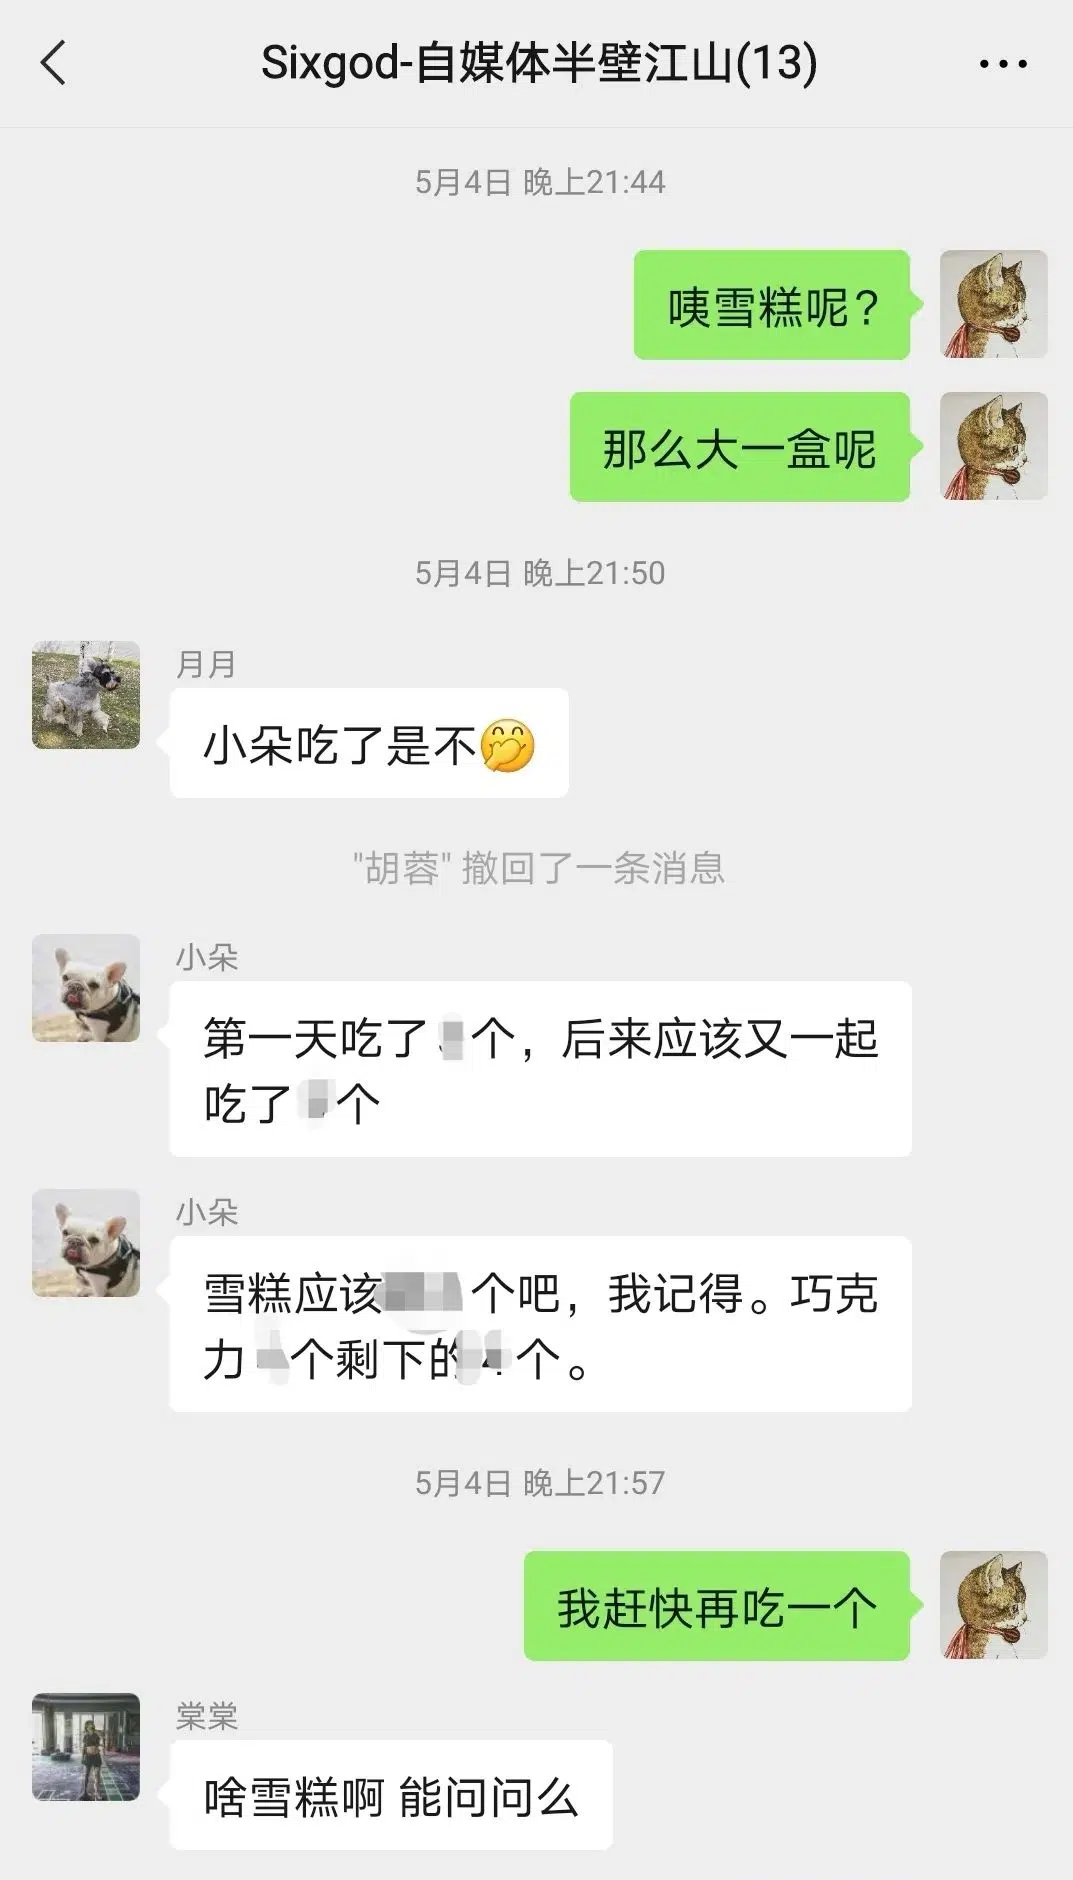 Sixgod-自媒体半壁江山(13)
5月4日 晚上21:44
咦雪糕呢？
那么大一盒呢
5月4日 晚上21:50
月月
小朵吃了是不🤭
"胡蓉" 撤回了一条消息
小朵
第一天吃了 个，后来应该又一起
吃了 个
小朵
雪糕应该 个吧，我记得。巧克
力 个剩下的 个。
5月4日 晚上21:57
我赶快再吃一个
棠棠
啥雪糕啊 能问问么